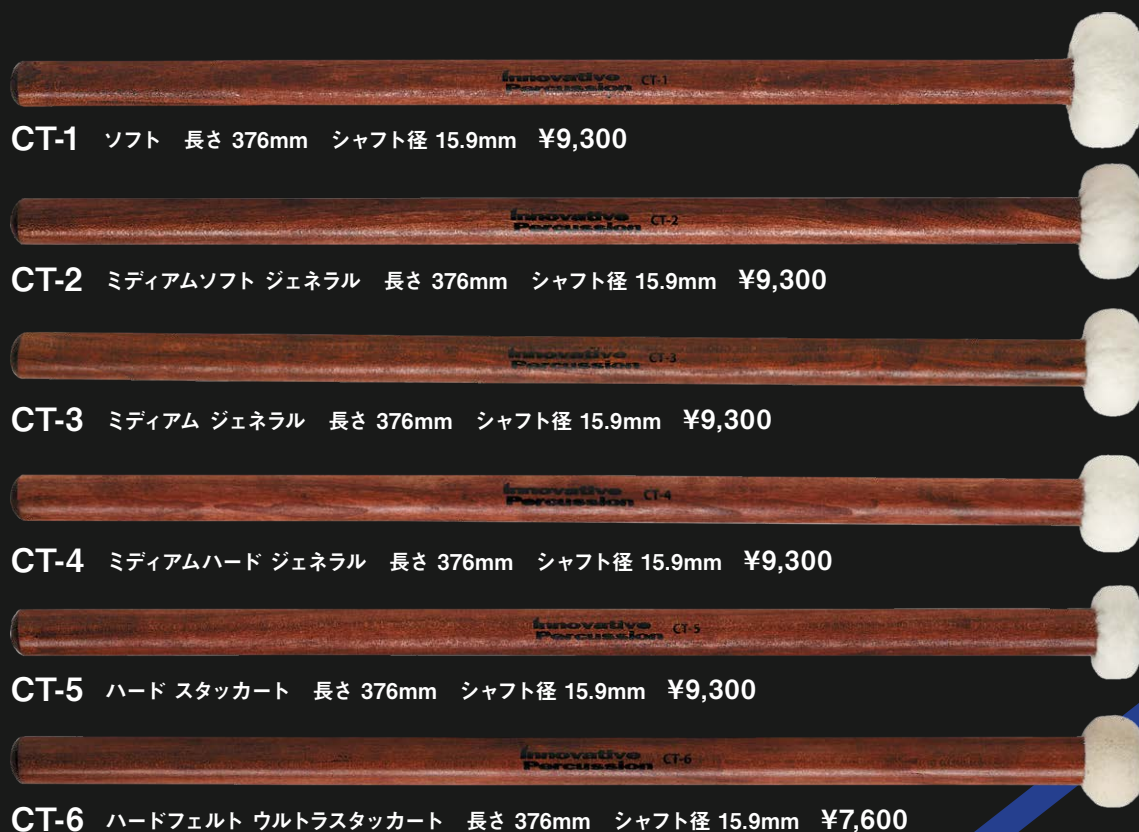 Innovative
Percussion CT-1
CT-1 ソフト 長さ 376mm シャフト径 15.9mm ¥9,300
Innovative
Percussion CT-2
CT-2 ミディアムソフト ジェネラル 長さ 376mm シャフト径 15.9mm ¥9,300
Innovative
Percussion CT-3
CT-3 ミディアム ジェネラル 長さ 376mm シャフト径 15.9mm ¥9,300
Innovative
Percussion CT-4
CT-4 ミディアムハード ジェネラル 長さ 376mm シャフト径 15.9mm ¥9,300
Innovative
Percussion CT-5
CT-5 ハード スタッカート 長さ 376mm シャフト径 15.9mm ¥9,300
Innovative
Percussion CT-6
CT-6 ハードフェルト ウルトラスタッカート 長さ 376mm シャフト径 15.9mm ¥7,600